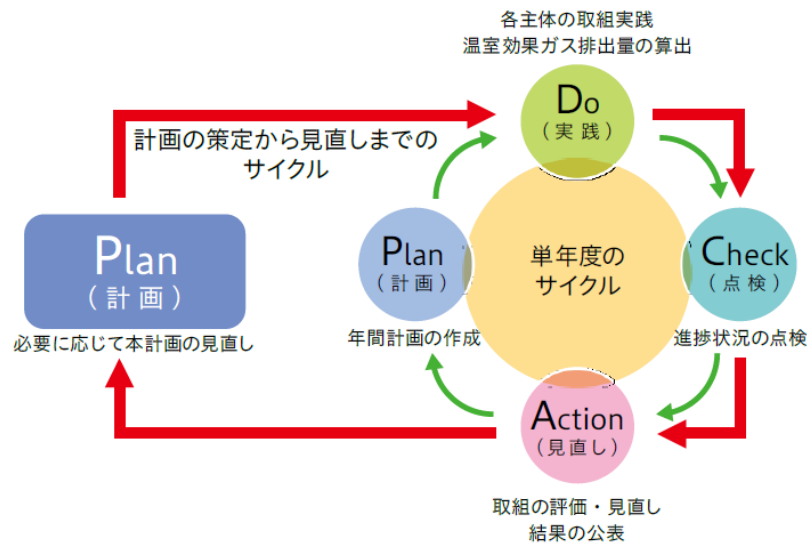 各主体の取組実践
温室効果ガス排出量の算出
Do
(実践)
計画の策定から見直しまでの
サイクル
Plan
(計画)
必要に応じて本計画の見直し
Plan
(計画)
年間計画の作成
単年度の
サイクル
Check
(点検)
進捗状況の点検
Action
(見直し)
取組の評価・見直し
結果の公表